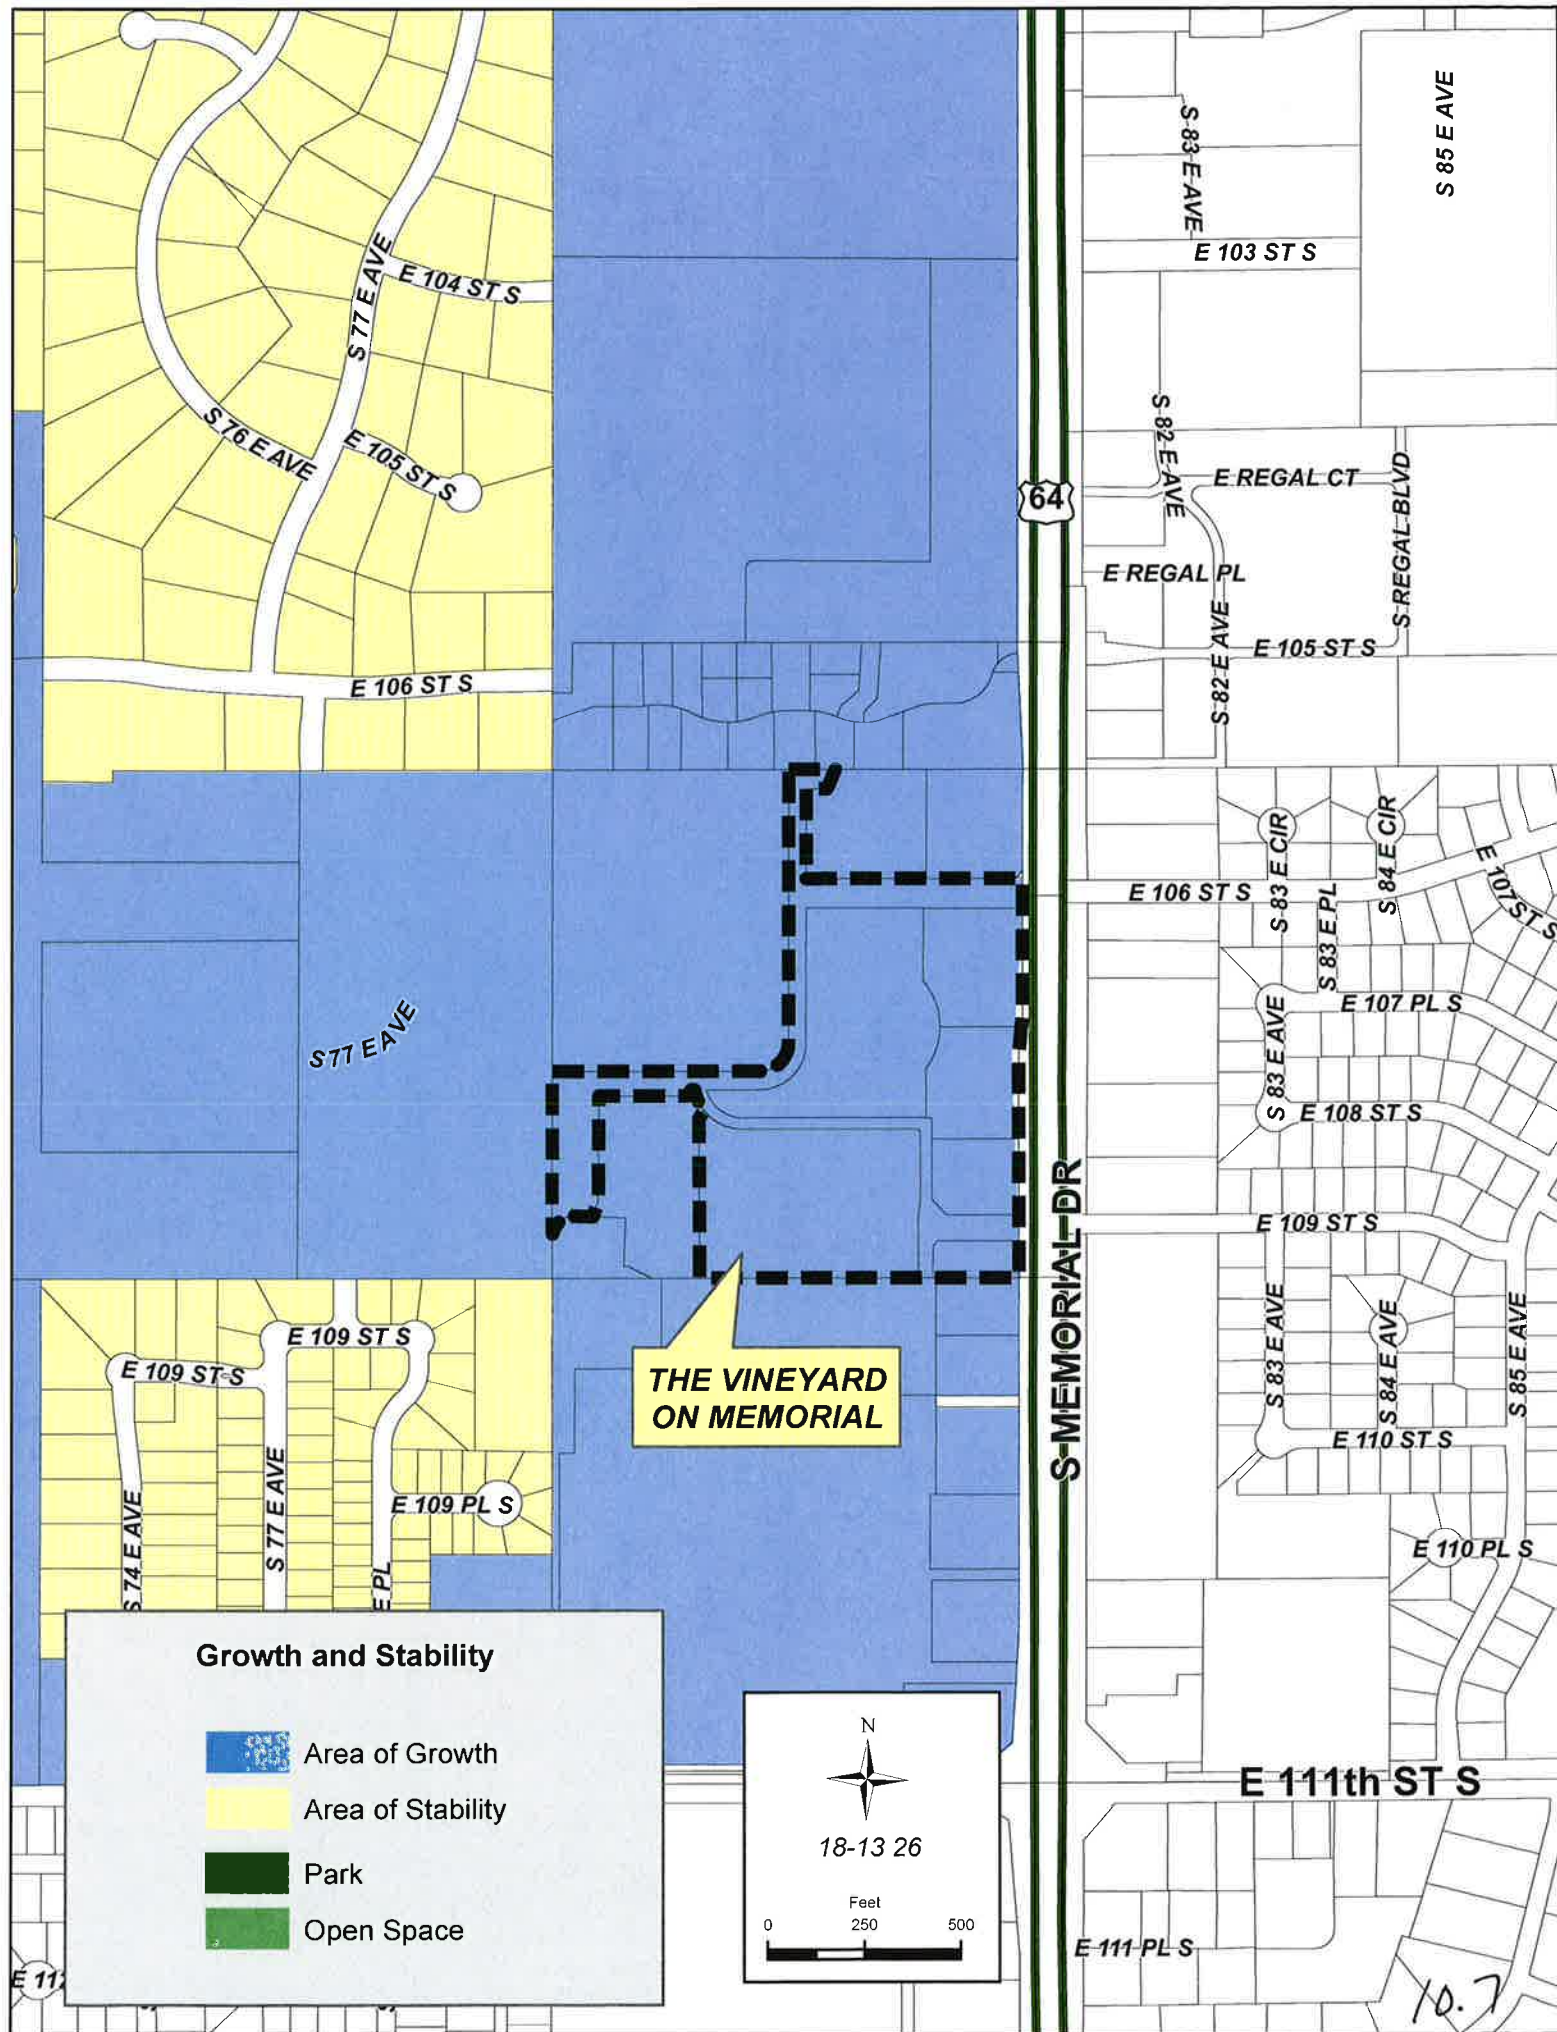 S 83 E AVE
S 85 E AVE
E 103 ST S
S 77 E AVE
E 104 ST S
S 76 E AVE
E 105 ST S
S 82 E AVE
E REGAL CT
S REGAL BLVD
64
E REGAL PL
S 82 E AVE
E 105 ST S
E 106 ST S
E 106 ST S
S 83 E CIR
S 84 E CIR
E 107 ST S
S 83 E PL
E 107 PL S
S 77 E AVE
S 83 E AVE
E 108 ST S
S MEMORIAL DR
E 109 ST S
E 109 ST S
E 109 ST S
S 83 E AVE
S 84 E AVE
S 85 E AVE
THE VINEYARD
ON MEMORIAL
E 110 ST S
S 74 E AVE
S 77 E AVE
E PL
E 109 PL S
E 110 PL S
Growth and Stability
Area of Growth
Area of Stability
Park
Open Space
N
18-13 26
Feet
0 250 500
E 111th ST S
E 111 PL S
E 112
10.7